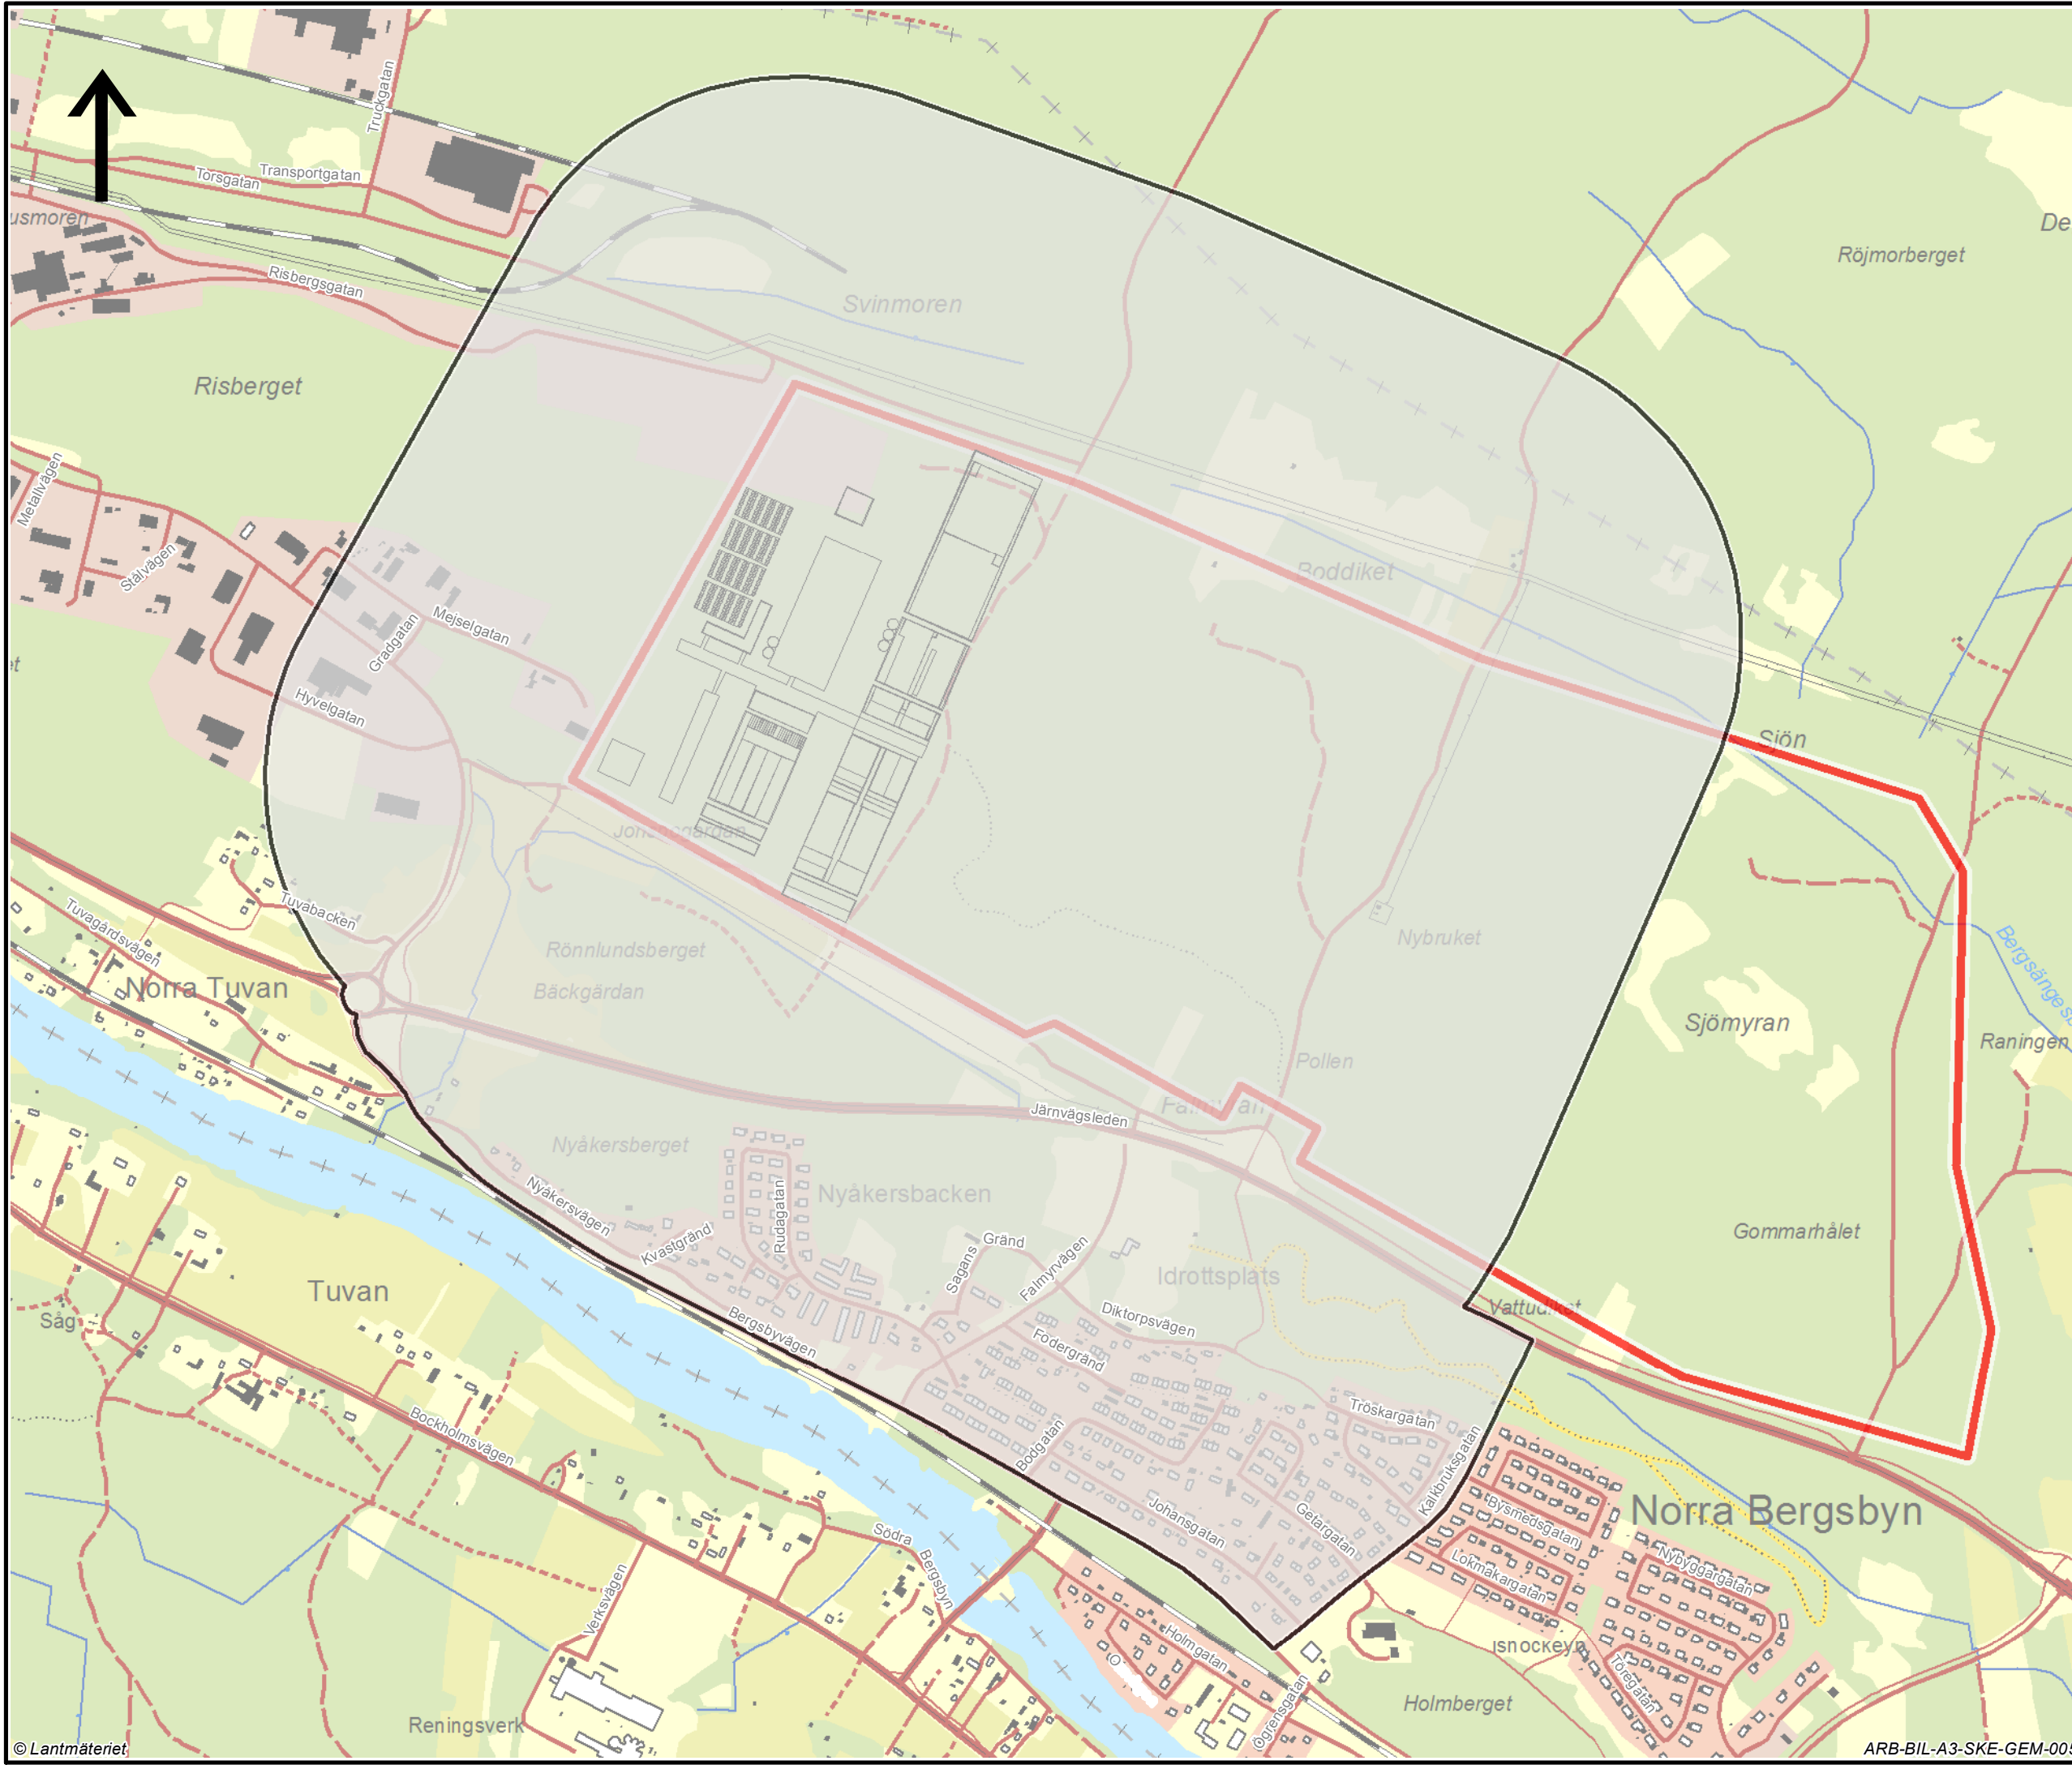 Truckgatan
Transportgatan
Torsgatan
usmoren
Risbergsgatan
De
Röjmorberget
Svinmoren
Risberget
Metallvägen
Stålvägen
Boddiket
Mejselgatan
Gradgatan
Hyvelgatan
Sjön
Tuvabacken
Tuvagårdsvägen
Rönnlundsberget
Nybruket
Norra Tuvan
Bäckgärdan
Sjömyran
Raningen
Pollen
Järnvägsleden
Nyåkersberget
Nyåkersbacken
Nyåkersvägen
Rudagatan
Kvastgränd
Sagans
Gränd
Falmyrvägen
Gommarhålet
Idrottsplats
Tuvan
Såg
Vattudiket
Bergsbyvägen
Diktorpsvägen
Fodergränd
Bockholmsvägen
Tröskargatan
Bodgatan
Kalkbruksgatan
Johansgatan
Getargatan
Norra Bergsbyn
Bysmedsgatan
Lokmakargatan
Nybyggargatan
Södra
Bergsbyn
Verksvägen
Holmgatan
Töregatan
Holmberget
Reningsverk
© Lantmäteriet